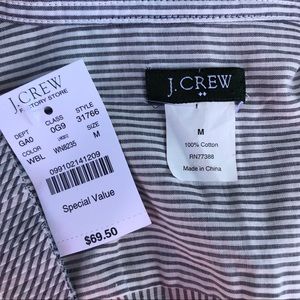 J.CREW
FACTORY STORE
DEPT CLASS STYLE
GA0 0G9 31766
COLOR SIZE
WBL WN8235 M
099102141209
Special Value
$69.50
J.CREW
M
100% Cotton
RN77388
Made in China